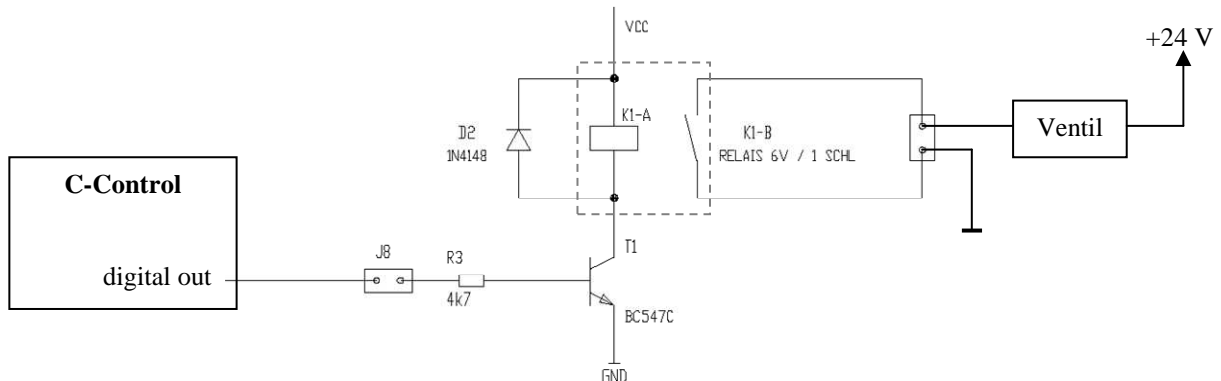 VCC
+24 V
K1-A
D2
1N4148
K1-B
RELAIS 6V / 1 SCHL
Ventil
C-Control
digital out
J8
R3
4k7
T1
BC547C
GND